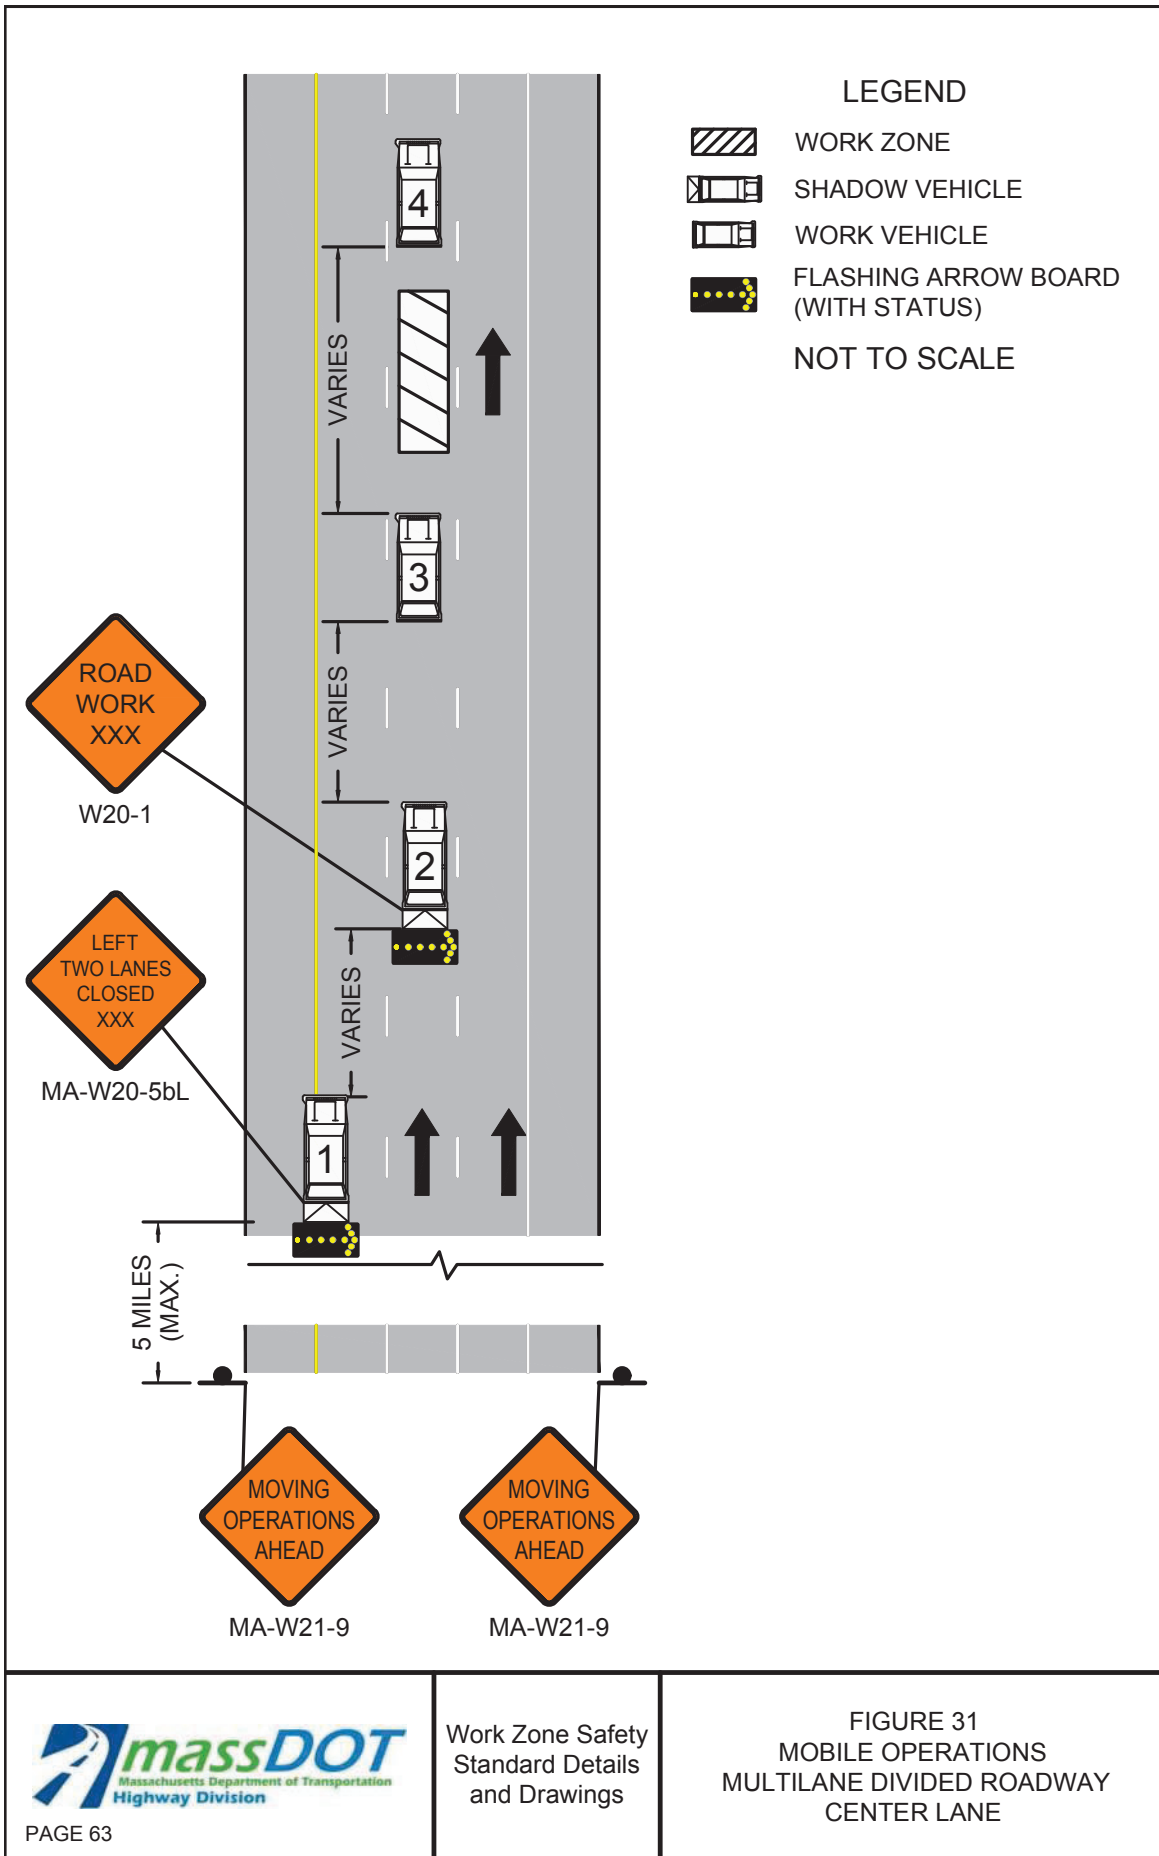 LEGEND
WORK ZONE
SHADOW VEHICLE
WORK VEHICLE
FLASHING ARROW BOARD
(WITH STATUS)
NOT TO SCALE
4
VARIES
3
VARIES
ROAD
WORK
XXX
W20-1
2
VARIES
LEFT
TWO LANES
CLOSED
XXX
MA-W20-5bL
1
5 MILES
(MAX.)
MOVING
OPERATIONS
AHEAD
MA-W21-9
MOVING
OPERATIONS
AHEAD
MA-W21-9
massDOT
Massachusetts Department of Transportation
Highway Division
PAGE 63
Work Zone Safety
Standard Details
and Drawings
FIGURE 31
MOBILE OPERATIONS
MULTILANE DIVIDED ROADWAY
CENTER LANE